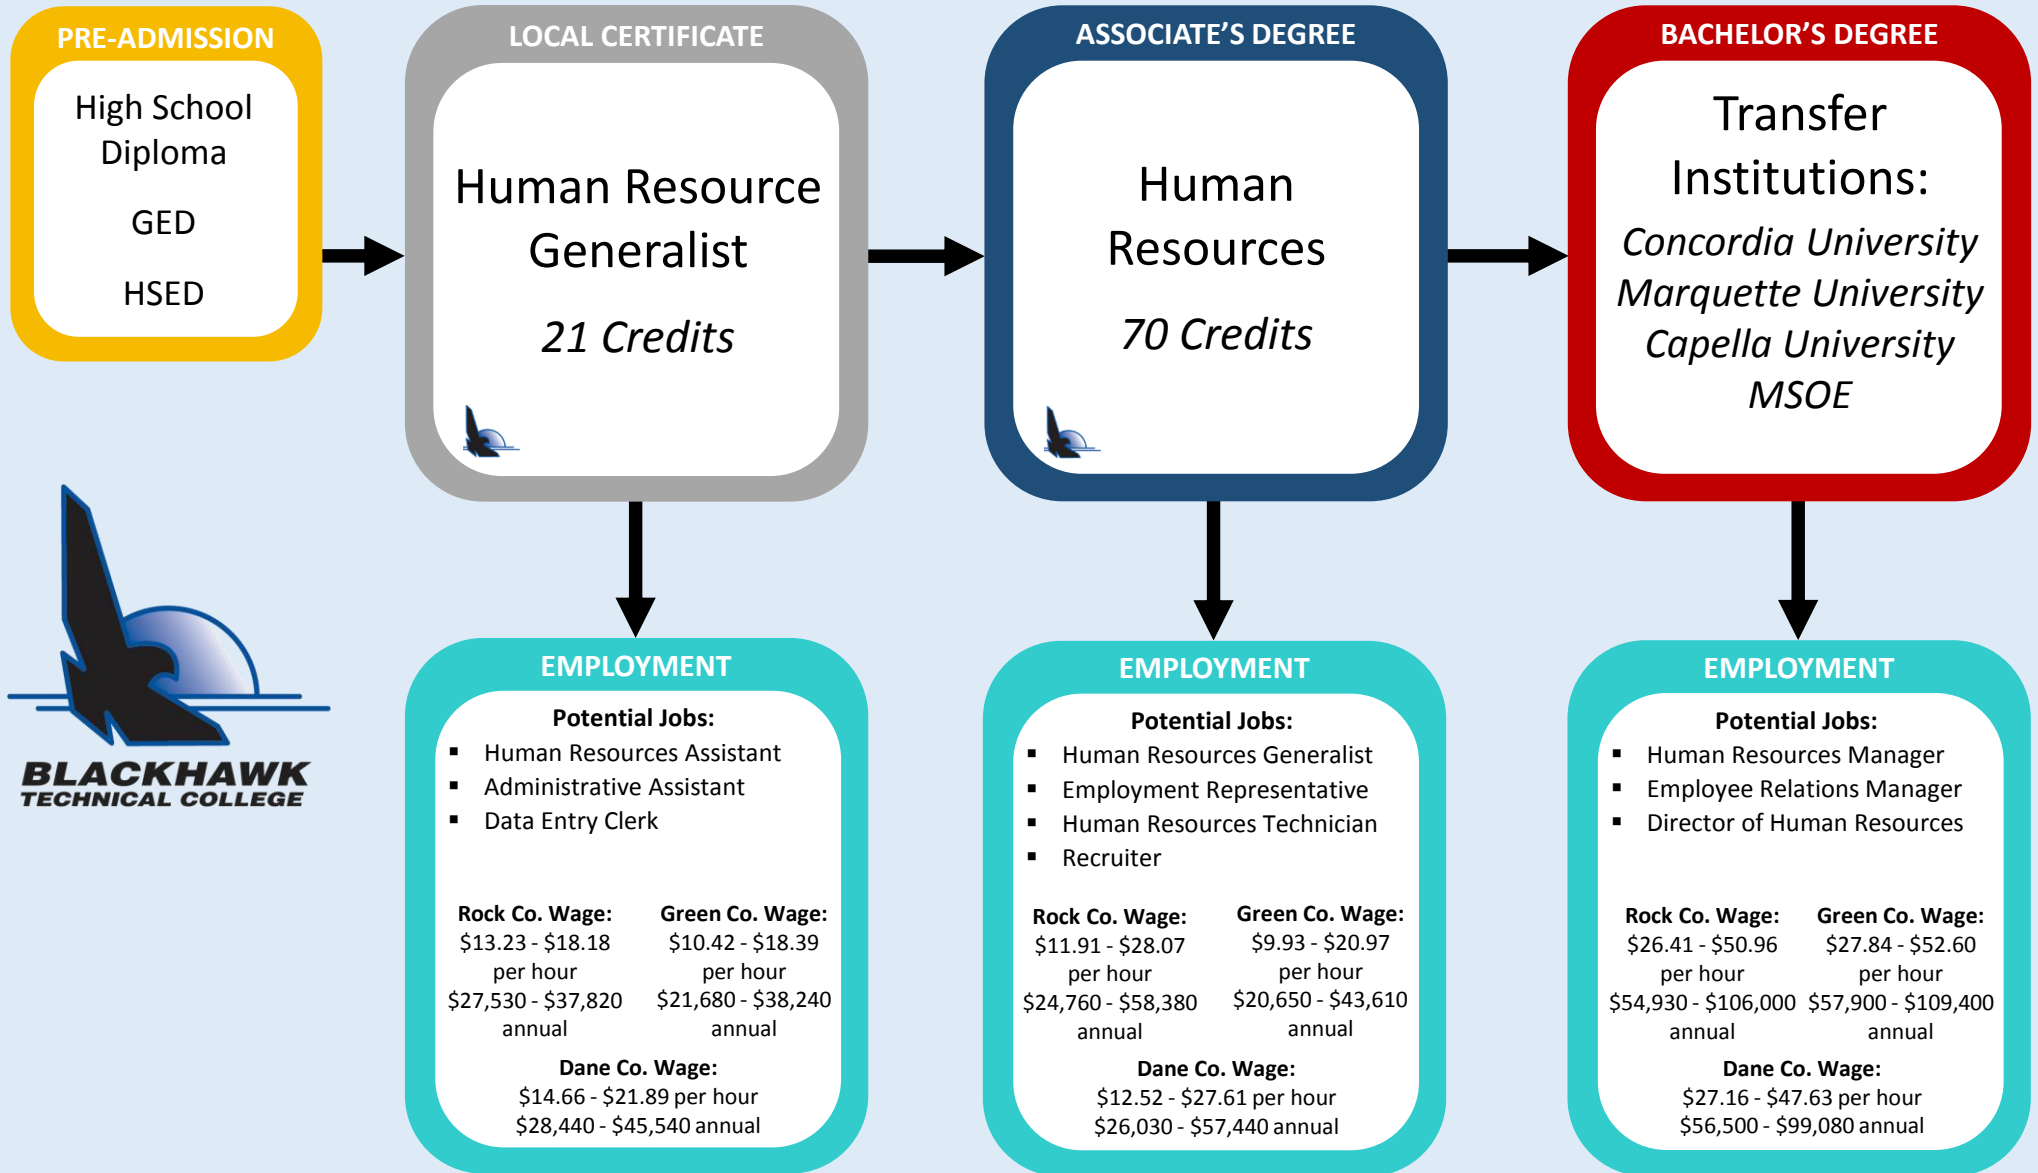 PRE-ADMISSION
High School
Diploma
GED
HSED
LOCAL CERTIFICATE
Human Resource
Generalist
21 Credits
ASSOCIATE'S DEGREE
Human
Resources
70 Credits
BACHELOR'S DEGREE
Transfer
Institutions:
Concordia University
Marquette University
Capella University
MSOE
BLACKHAWK
TECHNICAL COLLEGE
EMPLOYMENT
Potential Jobs:
▪ Human Resources Assistant
▪ Administrative Assistant
▪ Data Entry Clerk
Rock Co. Wage:
$13.23 - $18.18
per hour
$27,530 - $37,820
annual
Green Co. Wage:
$10.42 - $18.39
per hour
$21,680 - $38,240
annual
Dane Co. Wage:
$14.66 - $21.89 per hour
$28,440 - $45,540 annual
EMPLOYMENT
Potential Jobs:
▪ Human Resources Generalist
▪ Employment Representative
▪ Human Resources Technician
▪ Recruiter
Rock Co. Wage:
$11.91 - $28.07
per hour
$24,760 - $58,380
annual
Green Co. Wage:
$9.93 - $20.97
per hour
$20,650 - $43,610
annual
Dane Co. Wage:
$12.52 - $27.61 per hour
$26,030 - $57,440 annual
EMPLOYMENT
Potential Jobs:
▪ Human Resources Manager
▪ Employee Relations Manager
▪ Director of Human Resources
Rock Co. Wage:
$26.41 - $50.96
per hour
$54,930 - $106,000
annual
Green Co. Wage:
$27.84 - $52.60
per hour
$57,900 - $109,400
annual
Dane Co. Wage:
$27.16 - $47.63 per hour
$56,500 - $99,080 annual